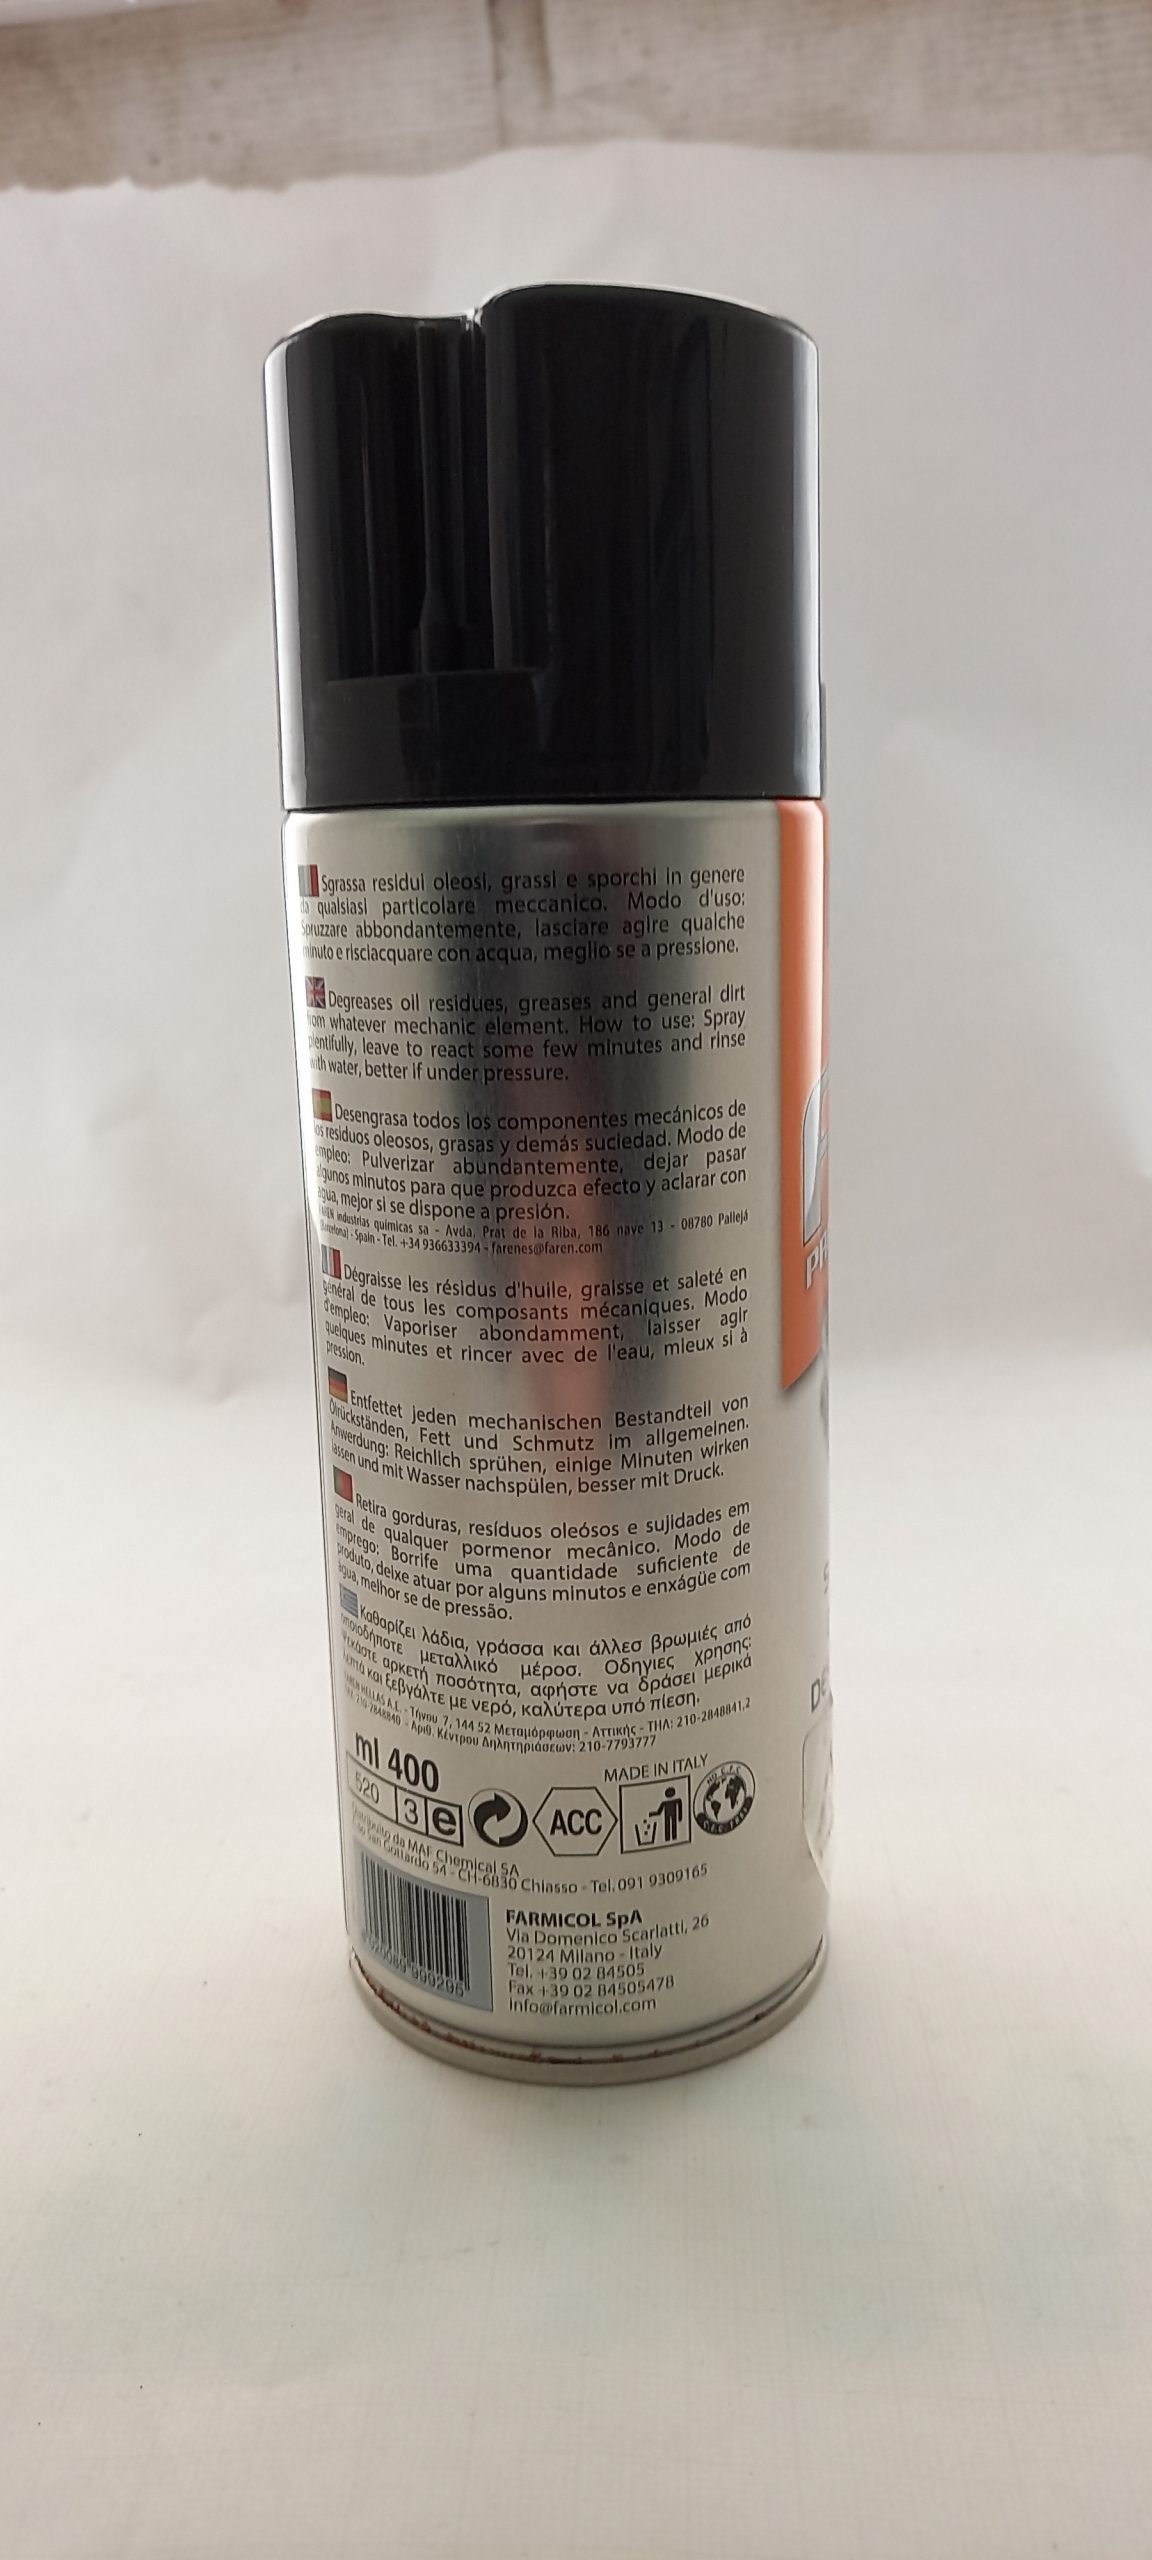 Sgrassa residui oleosi, grassi e sporchi in genere
da qualsiasi particolare meccanico. Modo d'uso:
Spruzzare abbondantemente, lasciare agire qualche
minuto e risciacquare con acqua, meglio se a pressione.
Degreases oil residues, greases and general dirt
from whatever mechanic element. How to use: Spray
plentifully, leave to react some few minutes and rinse
with water, better if under pressure.
Desengrasa todos los componentes mecánicos de
los residuos oleosos, grasas y demás suciedad. Modo de
empleo: Pulverizar abundantemente, dejar pasar
algunos minutos para que produzca efecto y aclarar con
agua, mejor si se dispone a presión.
FAREN industrias químicas sa - Avda. Prat de la Riba, 186 nave 13 - 08780 Pallejá
(Barcelona) - Spain - Tel. +34 936633394 - farenes@faren.com
Dégraisse les résidus d'huile, graisse et saleté en
général de tous les composants mécaniques. Modo
d'empleo: Vaporiser abondamment, laisser agir
quelques minutes et rincer avec de l'eau, mieux si à
pression.
Entfettet jeden mechanischen Bestandteil von
Ölrückständen, Fett und Schmutz im allgemeinen.
Anwerdung: Reichlich sprühen, einige Minuten wirken
lassen und mit Wasser nachspülen, besser mit Druck.
Retira gorduras, resíduos oleósos e sujidades em
geral de qualquer pormenor mecânico. Modo de
emprego: Borrife uma quantidade suficiente de
produto, deixe atuar por alguns minutos e enxágüe com
água, melhor se de pressão.
Καθαρίζει λάδια, γράσσα και άλλεσ βρωμιές από
οποιοδήποτε μεταλλικό μέροσ. Οδηγιες χρησης:
Ψεκάστε αρκετή ποσότητα, αφήστε να δράσει μερικά
λεπτά και ξεβγάλτε με νερό, καλύτερα υπό πίεση.
FAREN HELLAS A.E. - Τήνου 7, 144 52 Μεταμόρφωση - Αττικής - ΤΗΛ: 210-2848841,2
210-2848840 - Αριθ. Κέντρου Δηλητηριάσεων: 210-7793777
ml 400
MADE IN ITALY
520 3 e ACC NO C.F.C.
Distribuito da MAF Chemical SA
C.so San Gottardo 54 - CH-6830 Chiasso - Tel. 091 9309165
FARMICOL SpA
Via Domenico Scarlatti, 26
20124 Milano - Italy
Tel. +39 02 84505
Fax +39 02 84505478
info@farmicol.com